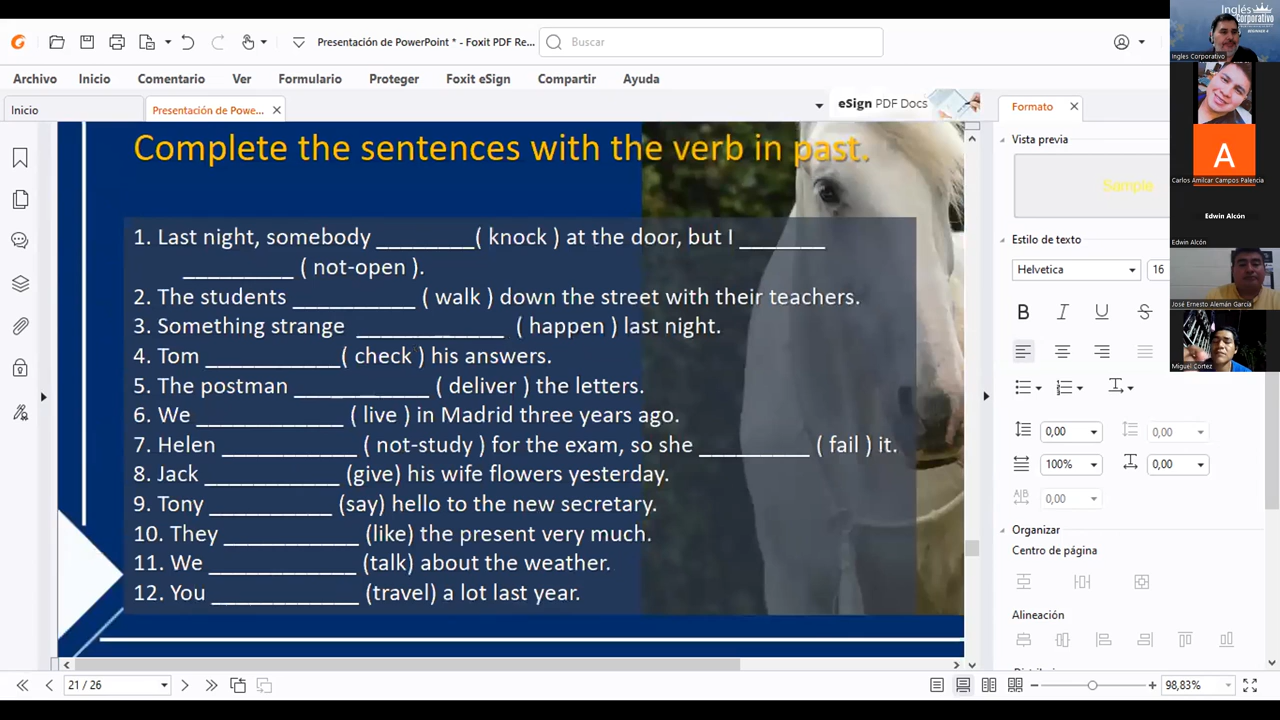 Presentación de PowerPoint * - Foxit PDF Re...
Buscar
Archivo Inicio Comentario Ver Formulario Proteger Foxit eSign Compartir Ayuda
Inicio
Presentación de Powe...
eSign PDF Docs
Complete the sentences with the verb in past.
1. Last night, somebody ________( knock ) at the door, but I _______
_________ ( not-open ).
2. The students __________ ( walk ) down the street with their teachers.
3. Something strange ____________ ( happen ) last night.
4. Tom ___________( check ) his answers.
5. The postman ___________ ( deliver ) the letters.
6. We ____________ ( live ) in Madrid three years ago.
7. Helen ___________ ( not-study ) for the exam, so she _________ ( fail ) it.
8. Jack ___________ (give) his wife flowers yesterday.
9. Tony __________ (say) hello to the new secretary.
10. They ___________ (like) the present very much.
11. We ____________ (talk) about the weather.
12. You ____________ (travel) a lot last year.
21 / 26
98,83%
Formato
Vista previa
Sample
Estilo de texto
Helvetica 16
B I U S
0,00 0,00
100% 0,00
A|B 0,00
Organizar
Centro de página
Alineación
Inglés
Corporativo
BEGINNER 4
ingles Corporativo
A
Carlos Amilcar Campos Palencia
Edwin Alcón
Edwin Alcón
José Ernesto Alemán García
Miguel Cortez